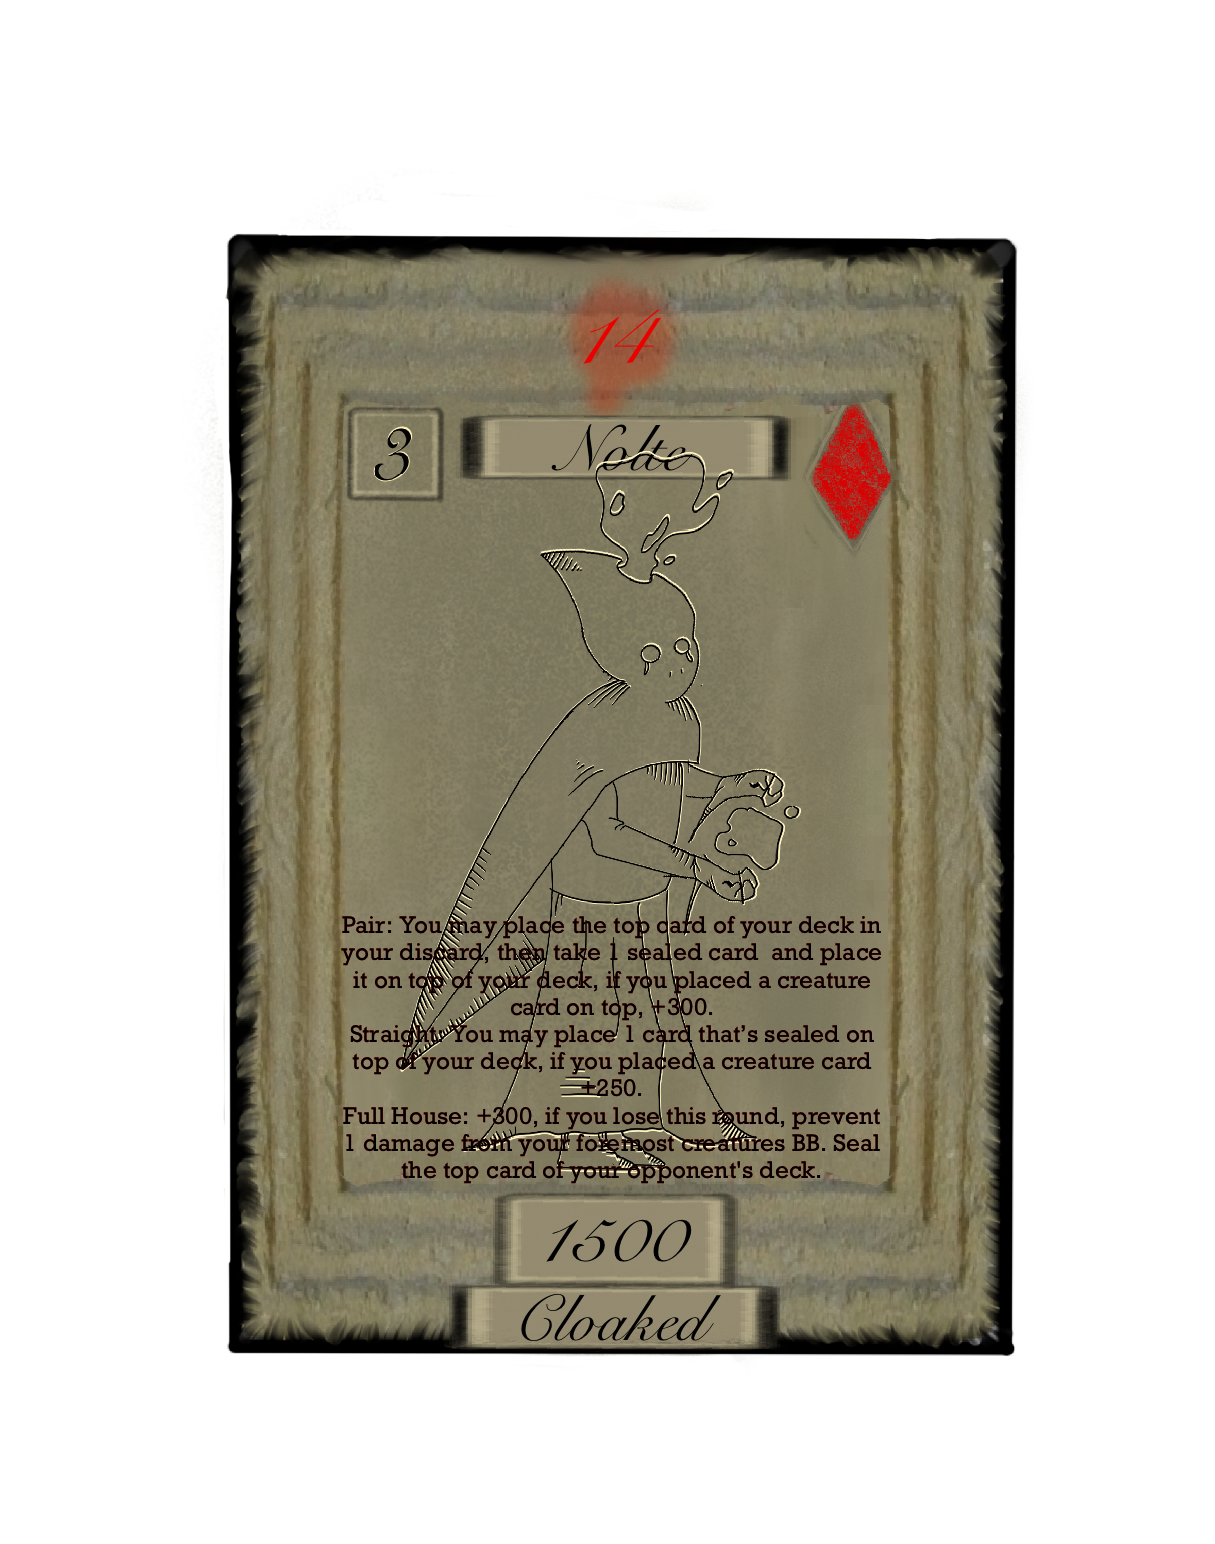 14
3
Nolte
Pair: You may place the top card of your deck in
your discard, then take 1 sealed card  and place
it on top of your deck, if you placed a creature
card on top, +300.
Straight: You may place 1 card that’s sealed on
top of your deck, if you placed a creature card
+250.
Full House: +300, if you lose this round, prevent
1 damage from your foremost creatures BB. Seal
the top card of your opponent's deck.
1500
Cloaked